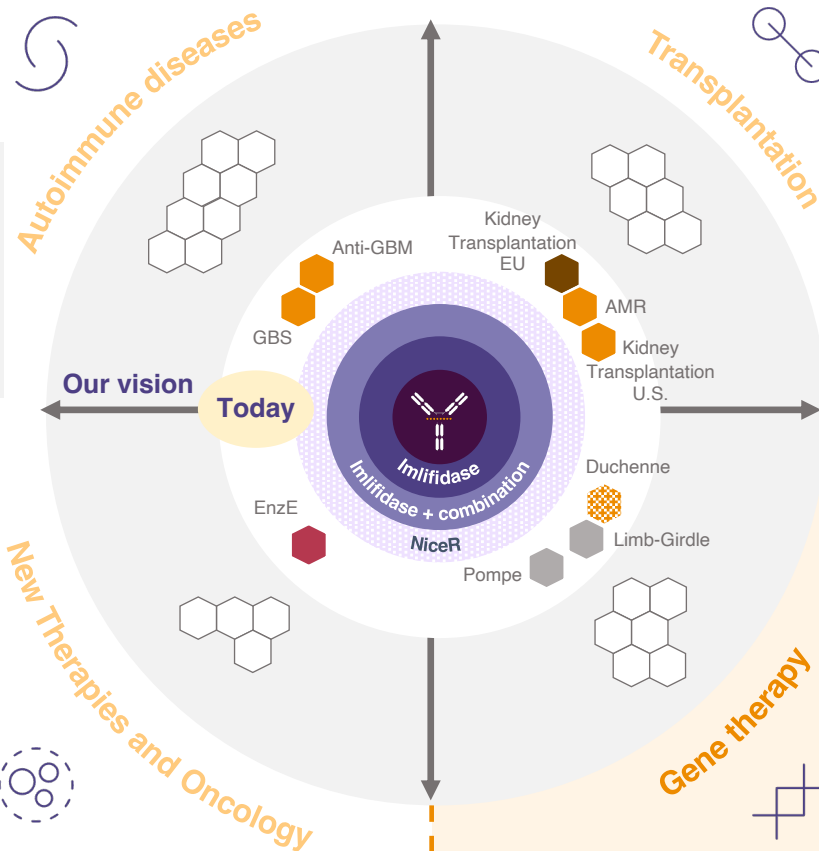 Autoimmune diseases
Transplantation
Anti-GBM
GBS
Kidney
Transplantation
EU
AMR
Kidney
Transplantation
U.S.
Our vision
Today
Imlifidase
Imlifidase + combination
NiceR
EnzE
Duchenne
Limb-Girdle
Pompe
New Therapies and Oncology
Gene therapy